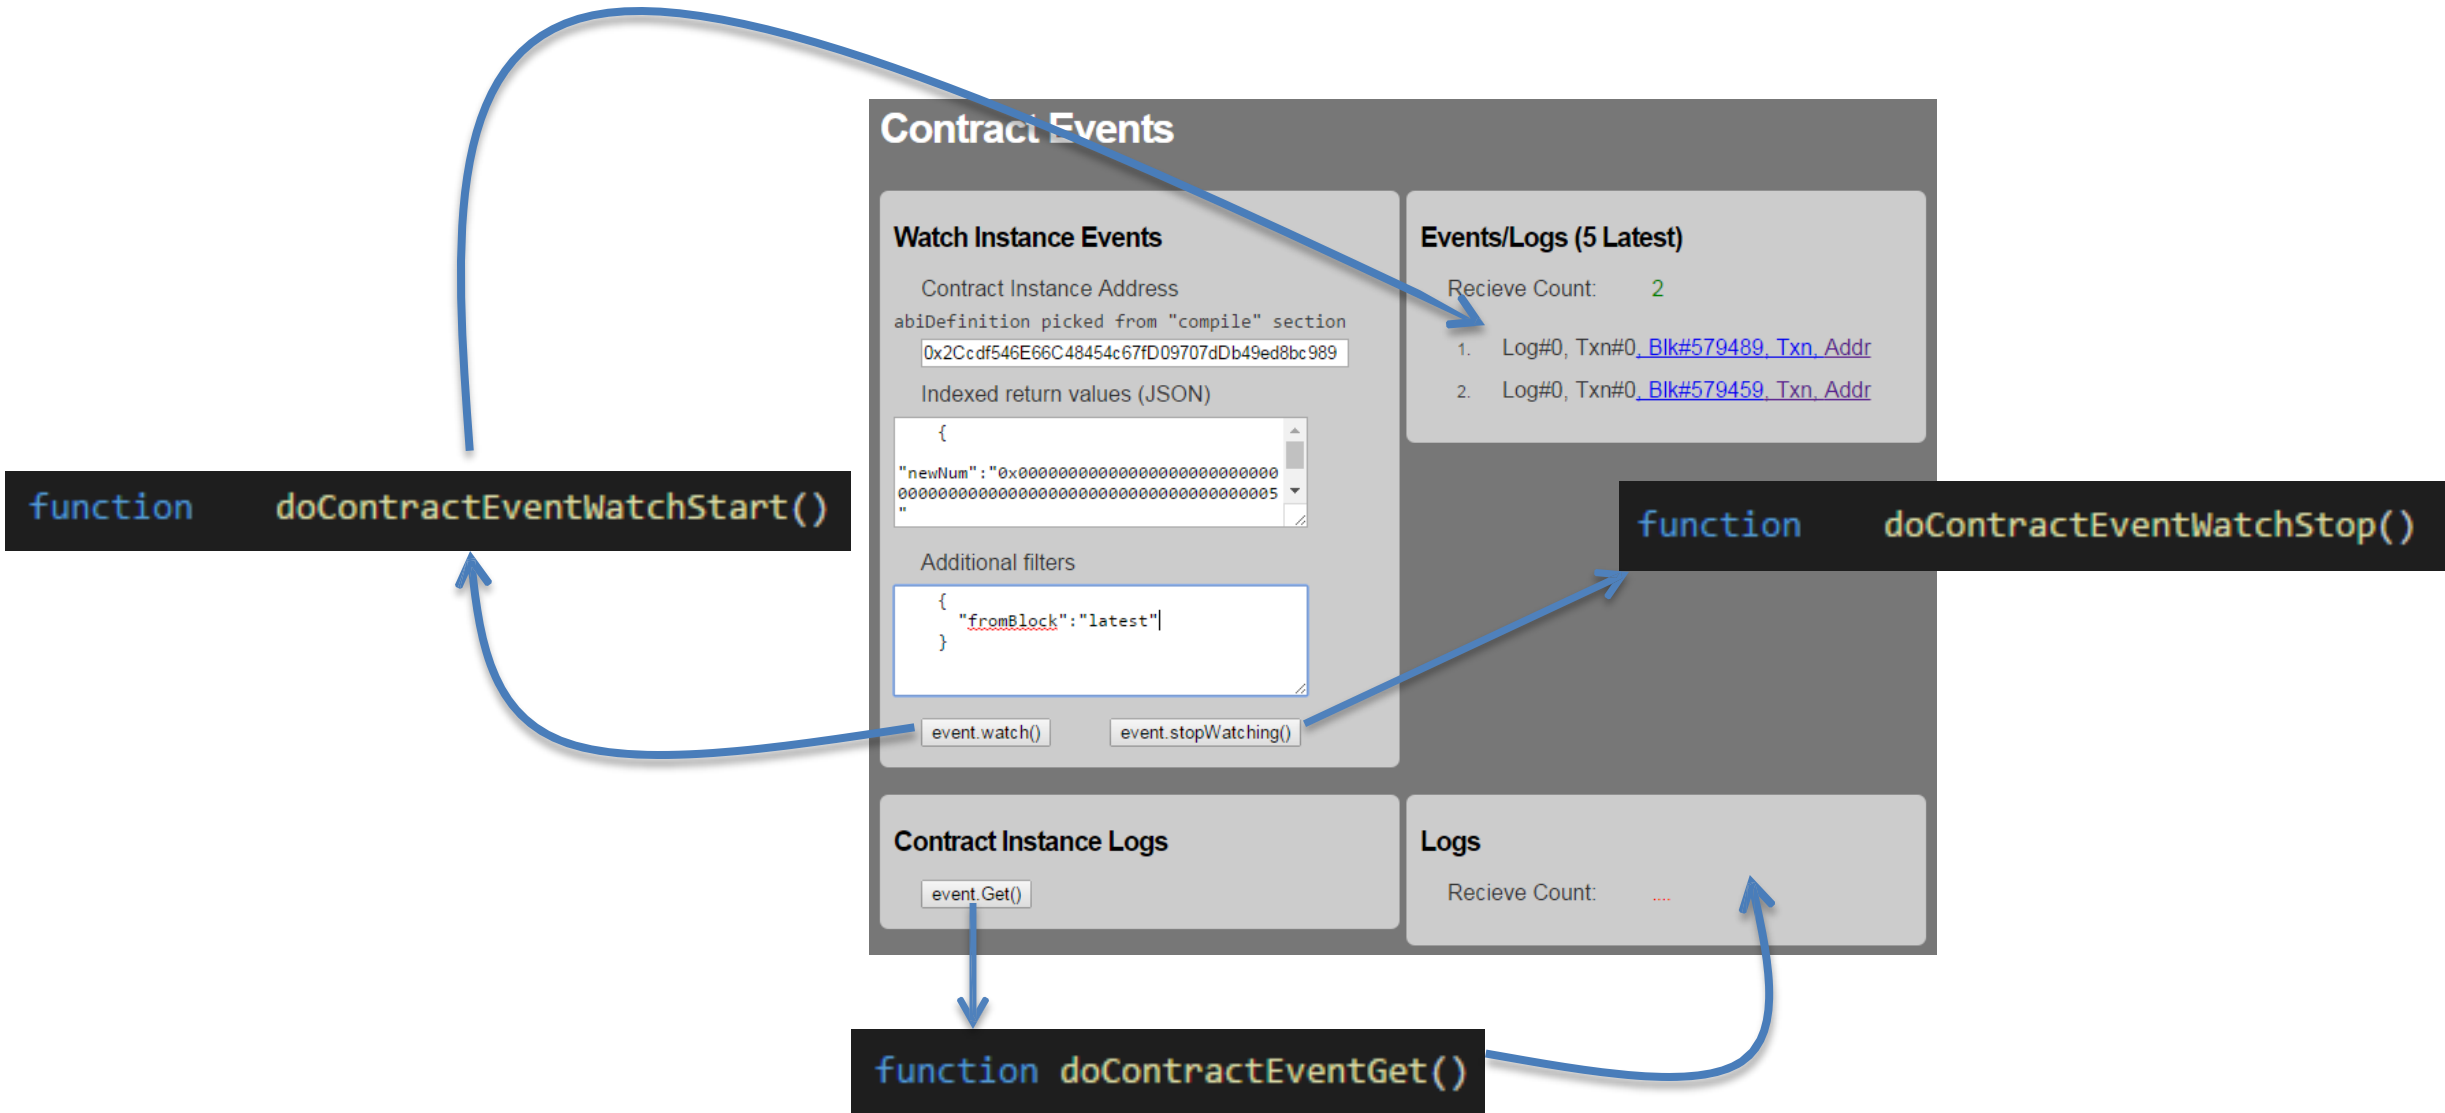 Contract Events
Watch Instance Events
Contract Instance Address
abiDefinition picked from "compile" section
0x2Ccdf546E66C48454c67fD09707dDb49ed8bc989
Indexed return values (JSON)
{
"newNum":"0x00000000000000000000000000
00000000000000000000000000000000000005
"
Additional filters
{
"fromBlock":"latest"
}
event.watch()
event.stopWatching()
Events/Logs (5 Latest)
Recieve Count: 2
1. Log#0, Txn#0, Blk#579489, Txn, Addr
2. Log#0, Txn#0, Blk#579459, Txn, Addr
function doContractEventWatchStart()
function doContractEventWatchStop()
Contract Instance Logs
event.Get()
Logs
Recieve Count: ....
function doContractEventGet()